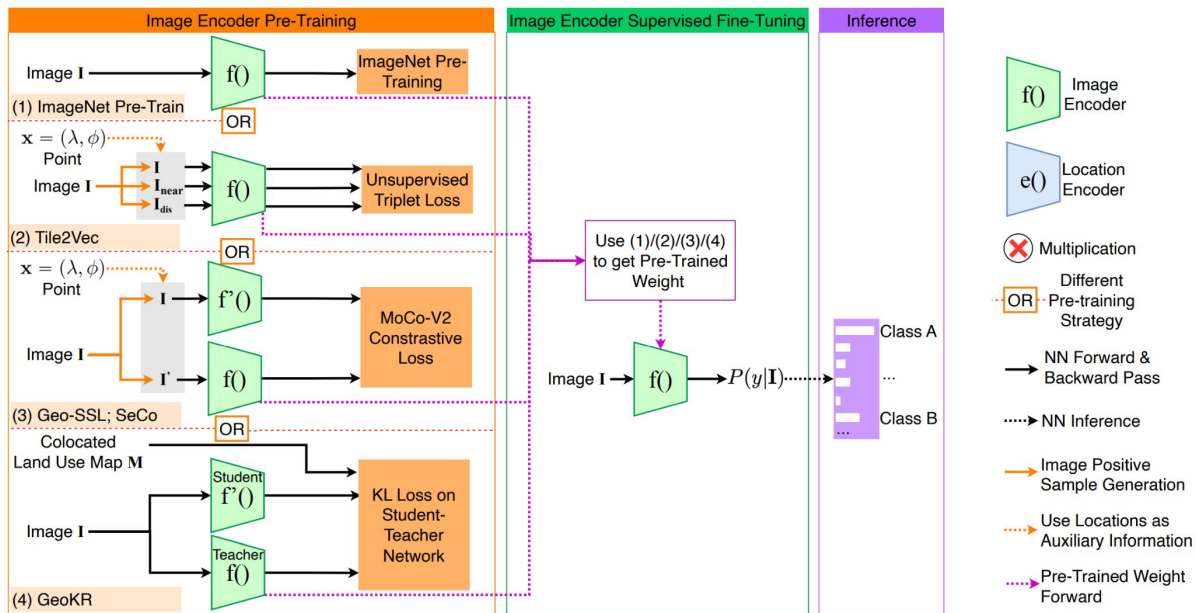 Image Encoder Pre-Training
Image I
f()
ImageNet Pre-
Training
(1) ImageNet Pre-Train
OR
x = (λ, ϕ)
Point
Image I
I
I_near
I_dis
f()
Unsupervised
Triplet Loss
(2) Tile2Vec
OR
x = (λ, ϕ)
Point
Image I
I
I'
f'()
f()
MoCo-V2
Constrastive
Loss
(3) Geo-SSL; SeCo
OR
Colocated
Land Use Map M
Image I
Student
f'()
Teacher
f()
KL Loss on
Student-
Teacher
Network
(4) GeoKR
Image Encoder Supervised Fine-Tuning
Use (1)/(2)/(3)/(4)
to get Pre-Trained
Weight
Image I
f()
P(y|I)
Inference
Class A
...
Class B
...
f()
Image
Encoder
e()
Location
Encoder
Multiplication
OR
Different
Pre-training
Strategy
NN Forward &
Backward Pass
NN Inference
Image Positive
Sample Generation
Use Locations as
Auxiliary Information
Pre-Trained Weight
Forward